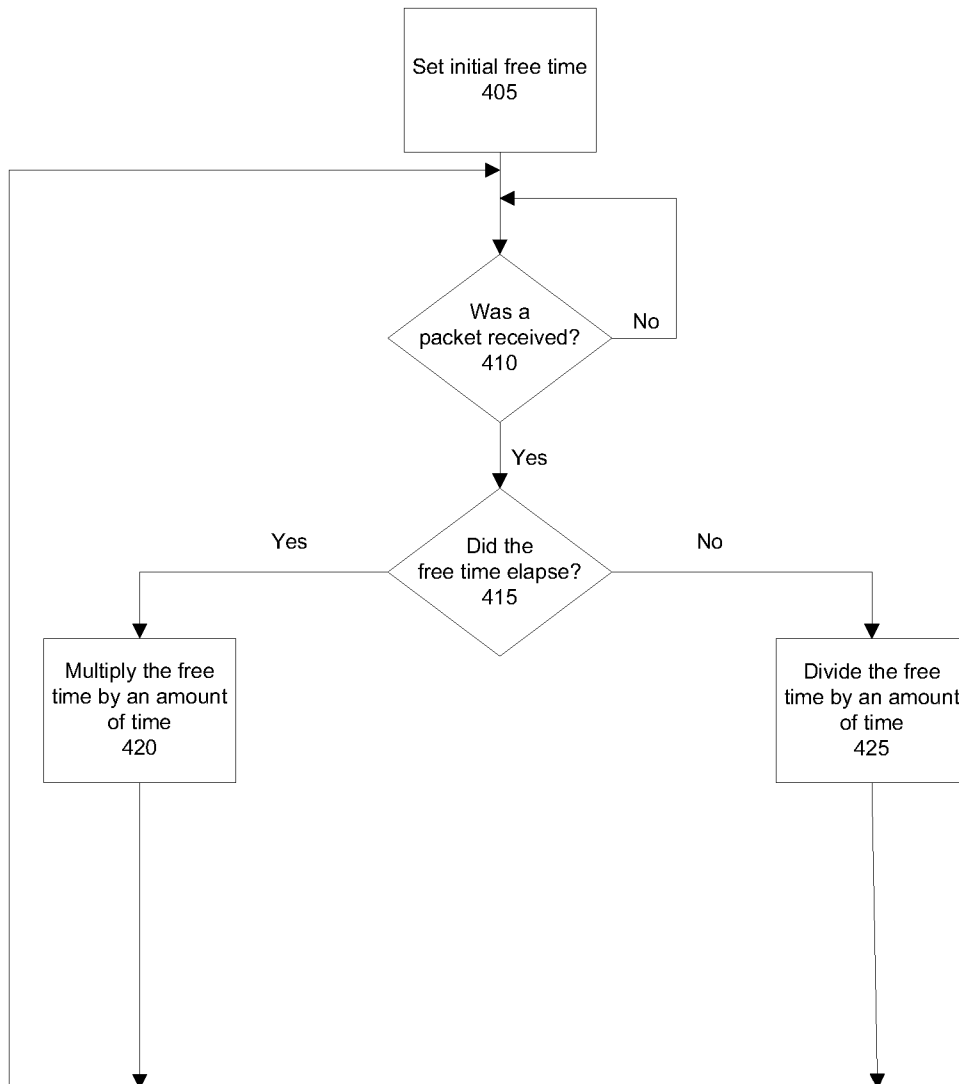 Set initial free time
405
Was a
packet received?
410
No
Yes
Did the
free time elapse?
415
Yes
No
Multiply the free
time by an amount
of time
420
Divide the free
time by an amount
of time
425